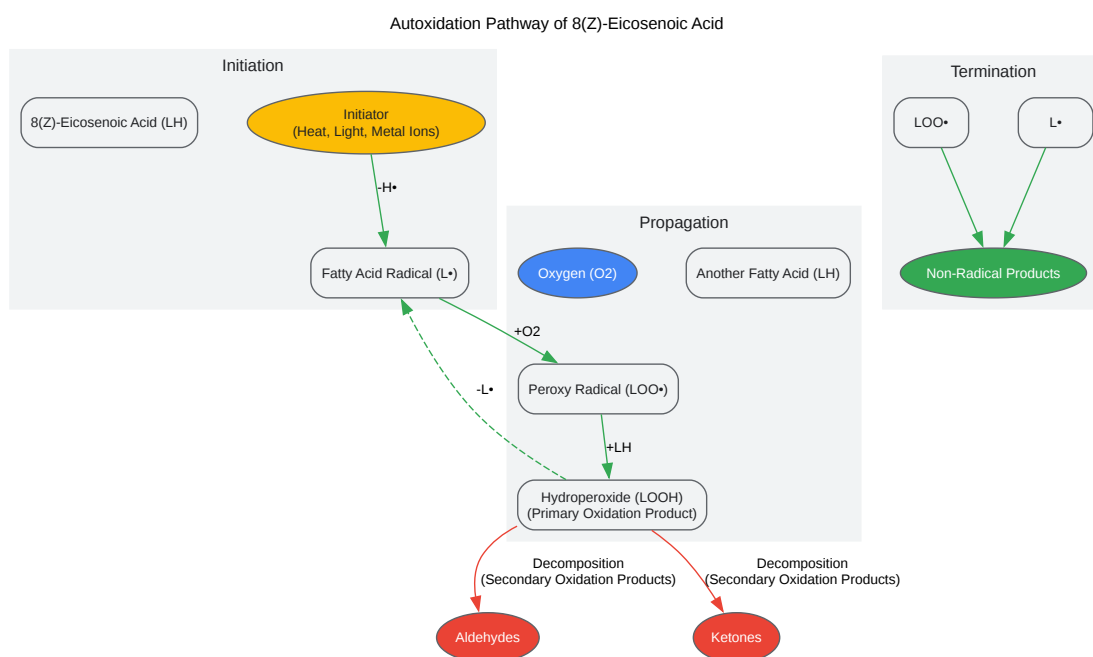 Autoxidation Pathway of 8(Z)-Eicosenoic Acid
Initiation
8(Z)-Eicosenoic Acid (LH)
Initiator
(Heat, Light, Metal Ions)
-H•
Fatty Acid Radical (L•)
Propagation
Oxygen (O2)
Another Fatty Acid (LH)
+O2
Peroxy Radical (LOO•)
-L•
+LH
Hydroperoxide (LOOH)
(Primary Oxidation Product)
Decomposition
(Secondary Oxidation Products)
Decomposition
(Secondary Oxidation Products)
Aldehydes
Ketones
Termination
LOO•
L•
Non-Radical Products